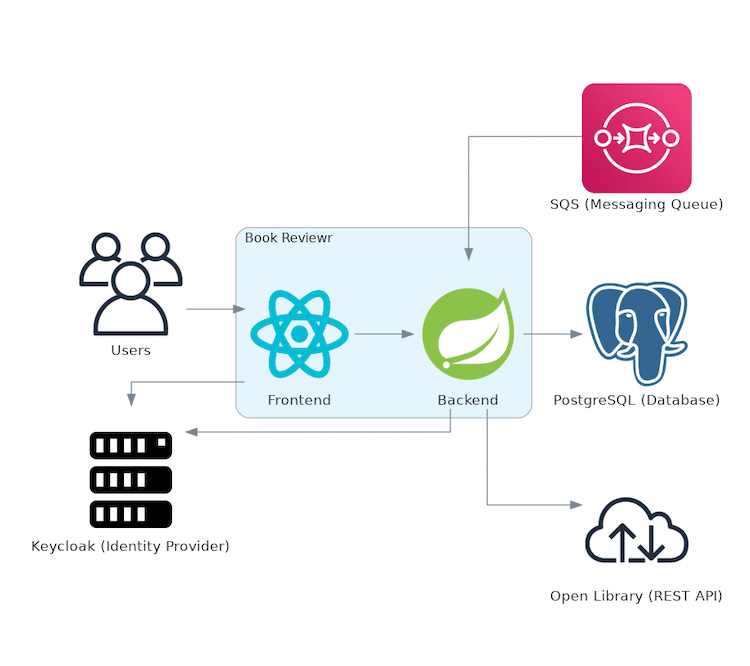 SQS (Messaging Queue)
Book Reviewr
Users
Frontend
Backend
PostgreSQL (Database)
Keycloak (Identity Provider)
Open Library (REST API)